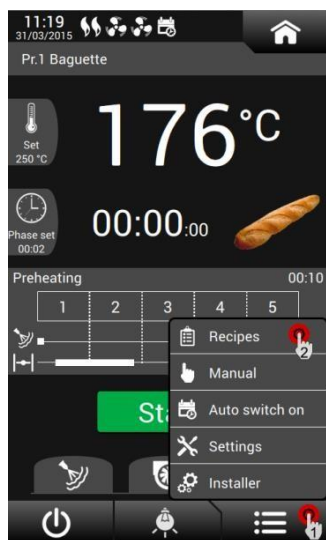 11:19
31/03/2015
Pr.1 Baguette
176°C
Set
250 °C
00:00:00
Phase set
00:02
Preheating 00:10
1 2 3 4 5
Recipes
2
Manual
Sta
Auto switch on
Settings
Installer
1